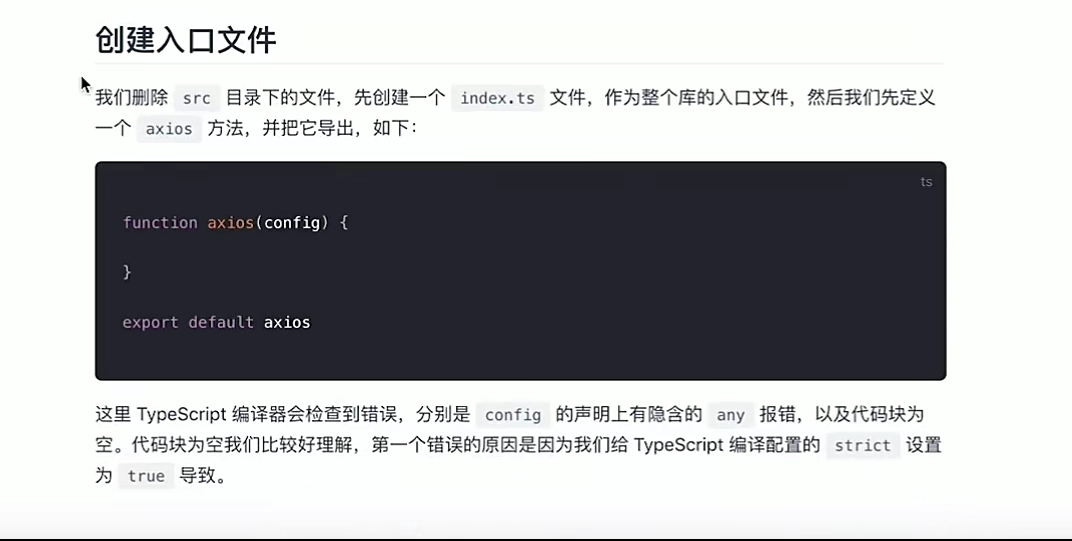 创建入口文件
我们删除 src 目录下的文件，先创建一个 index.ts 文件，作为整个库的入口文件，然后我们先定义
一个 axios 方法，并把它导出，如下：
ts
function axios(config) {
}
export default axios
这里 TypeScript 编译器会检查到错误，分别是 config 的声明上有隐含的 any 报错，以及代码块为
空。代码块为空我们比较好理解，第一个错误的原因是因为我们给 TypeScript 编译配置的 strict 设置
为 true 导致。